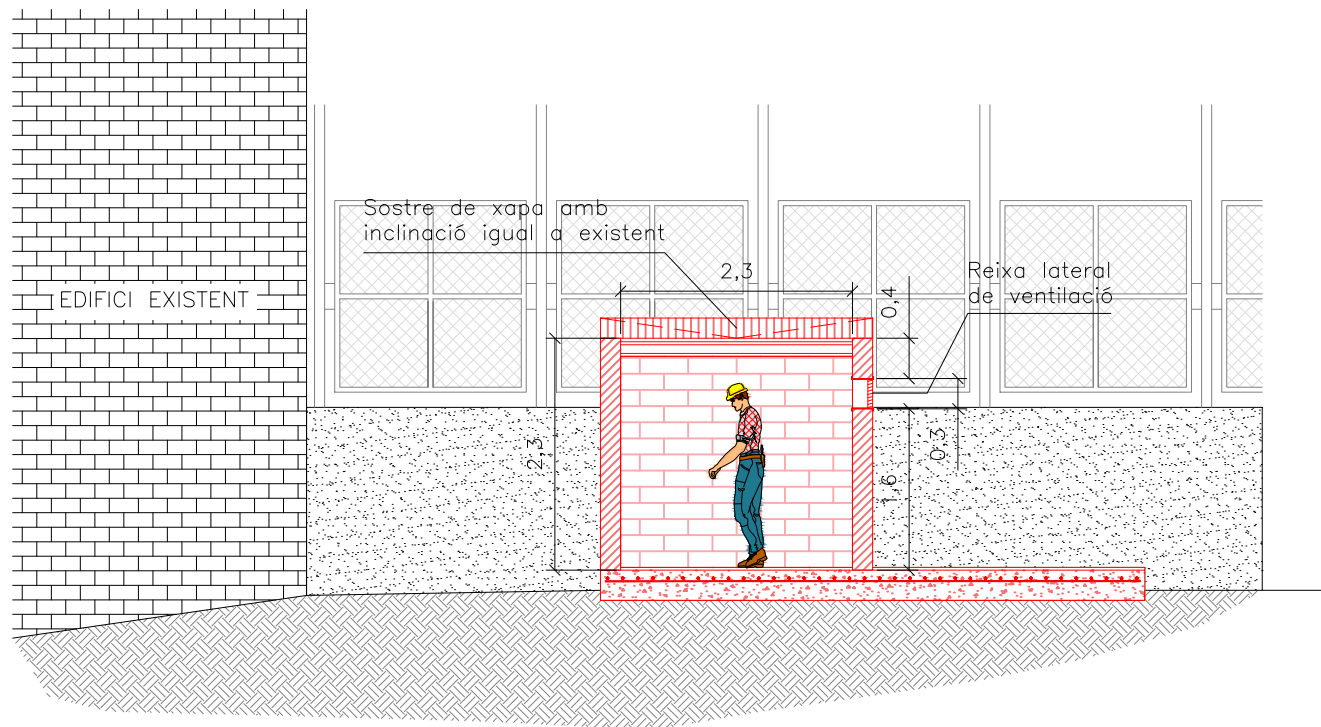 Sostre de xapa amb
inclinació igual a existent
2,3
0,4
Reixa lateral
de ventilació
EDIFICI EXISTENT
2,3
0,3
1,6